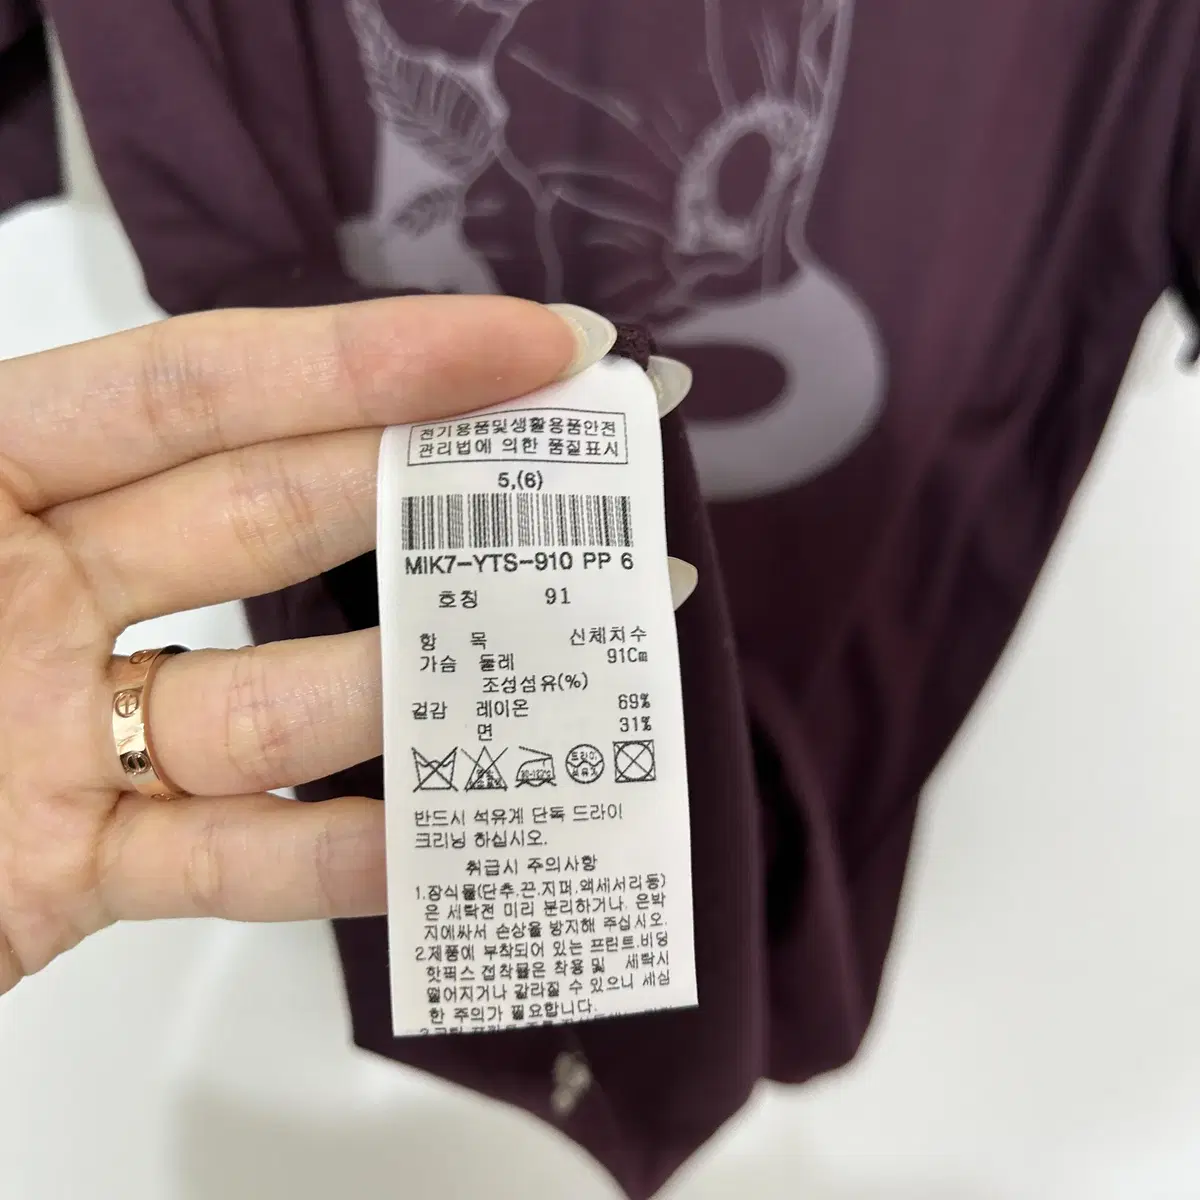 전기용품및생활용품안전
관리법에 의한 품질표시
5,(6)
MIK7-YTS-910 PP 6
호칭 91
항 목 신체치수
가슴 둘레 91Cm
조성섬유(%)
겉감 레이온 69%
면 31%
드라이
반드시 석유계 단독 드라이
크리닝 하십시오.
취급시 주의사항
1.장식물(단추.끈.지퍼.액세서리등)
은 세탁전 미리 분리하거나. 은박
지에싸서 손상을 방지해 주십시오.
2.제품에 부착되어 있는 프린트.비딩
핫픽스 접착물은 착용 및 세탁시
떨어지거나 갈라질 수 있으니 세심
한 주의가 필요합니다.